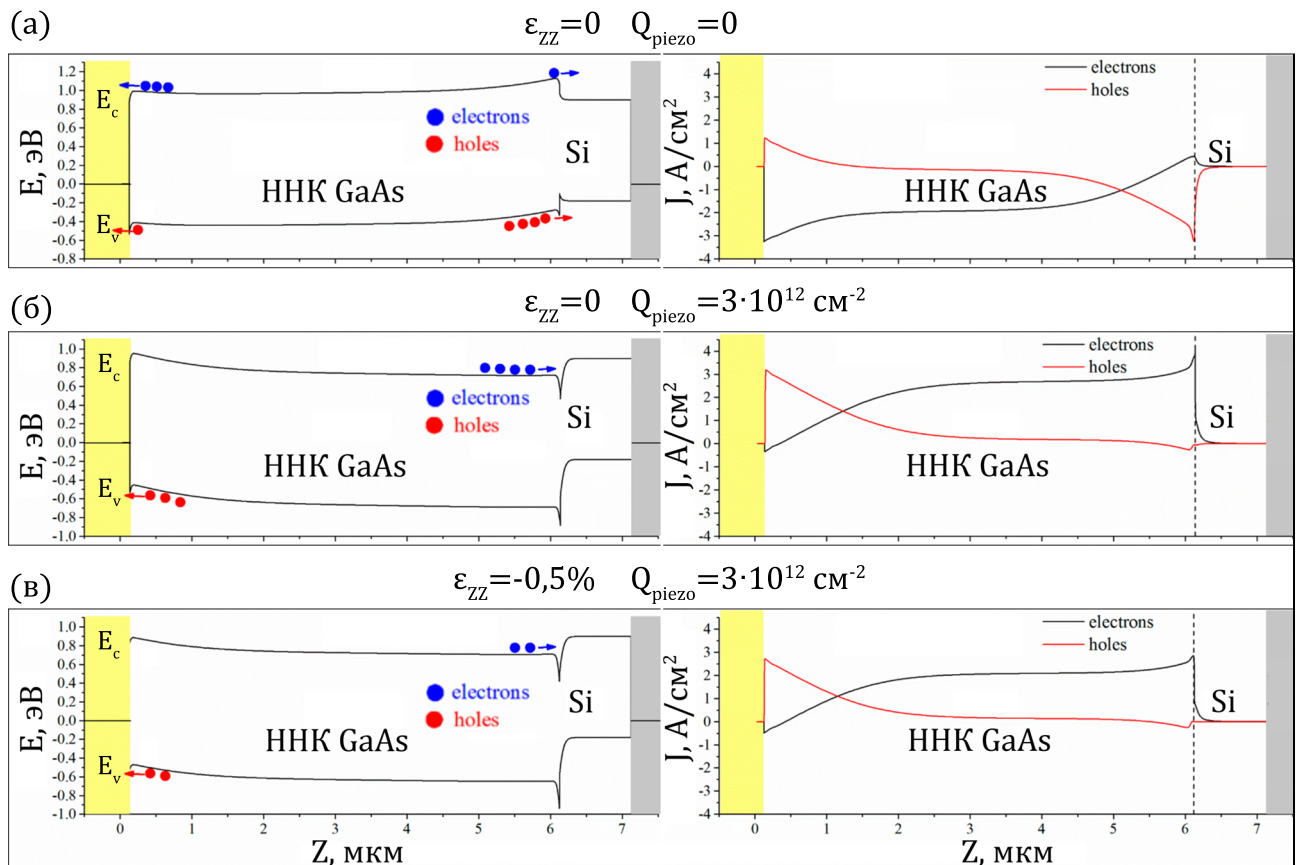 (а)
ε_ZZ=0 Q_piezo=0
E, эВ
1.2
1.0
0.8
0.6
0.4
0.2
0.0
-0.2
-0.4
-0.6
-0.8
E_c
E_v
electrons
holes
ННК GaAs
Si
J, А/см²
4
3
2
1
0
-1
-2
-3
-4
electrons
holes
ННК GaAs
Si
(б)
ε_ZZ=0 Q_piezo=3·10¹² см⁻²
E, эВ
1.0
0.8
0.6
0.4
0.2
0.0
-0.2
-0.4
-0.6
-0.8
-1.0
E_c
E_v
electrons
holes
ННК GaAs
Si
J, А/см²
4
3
2
1
0
-1
-2
-3
-4
electrons
holes
ННК GaAs
Si
(в)
ε_ZZ=-0,5% Q_piezo=3·10¹² см⁻²
E, эВ
1.0
0.8
0.6
0.4
0.2
0.0
-0.2
-0.4
-0.6
-0.8
-1.0
E_c
E_v
electrons
holes
ННК GaAs
Si
0 1 2 3 4 5 6 7
Z, мкм
J, А/см²
4
3
2
1
0
-1
-2
-3
-4
electrons
holes
ННК GaAs
Si
0 1 2 3 4 5 6 7
Z, мкм